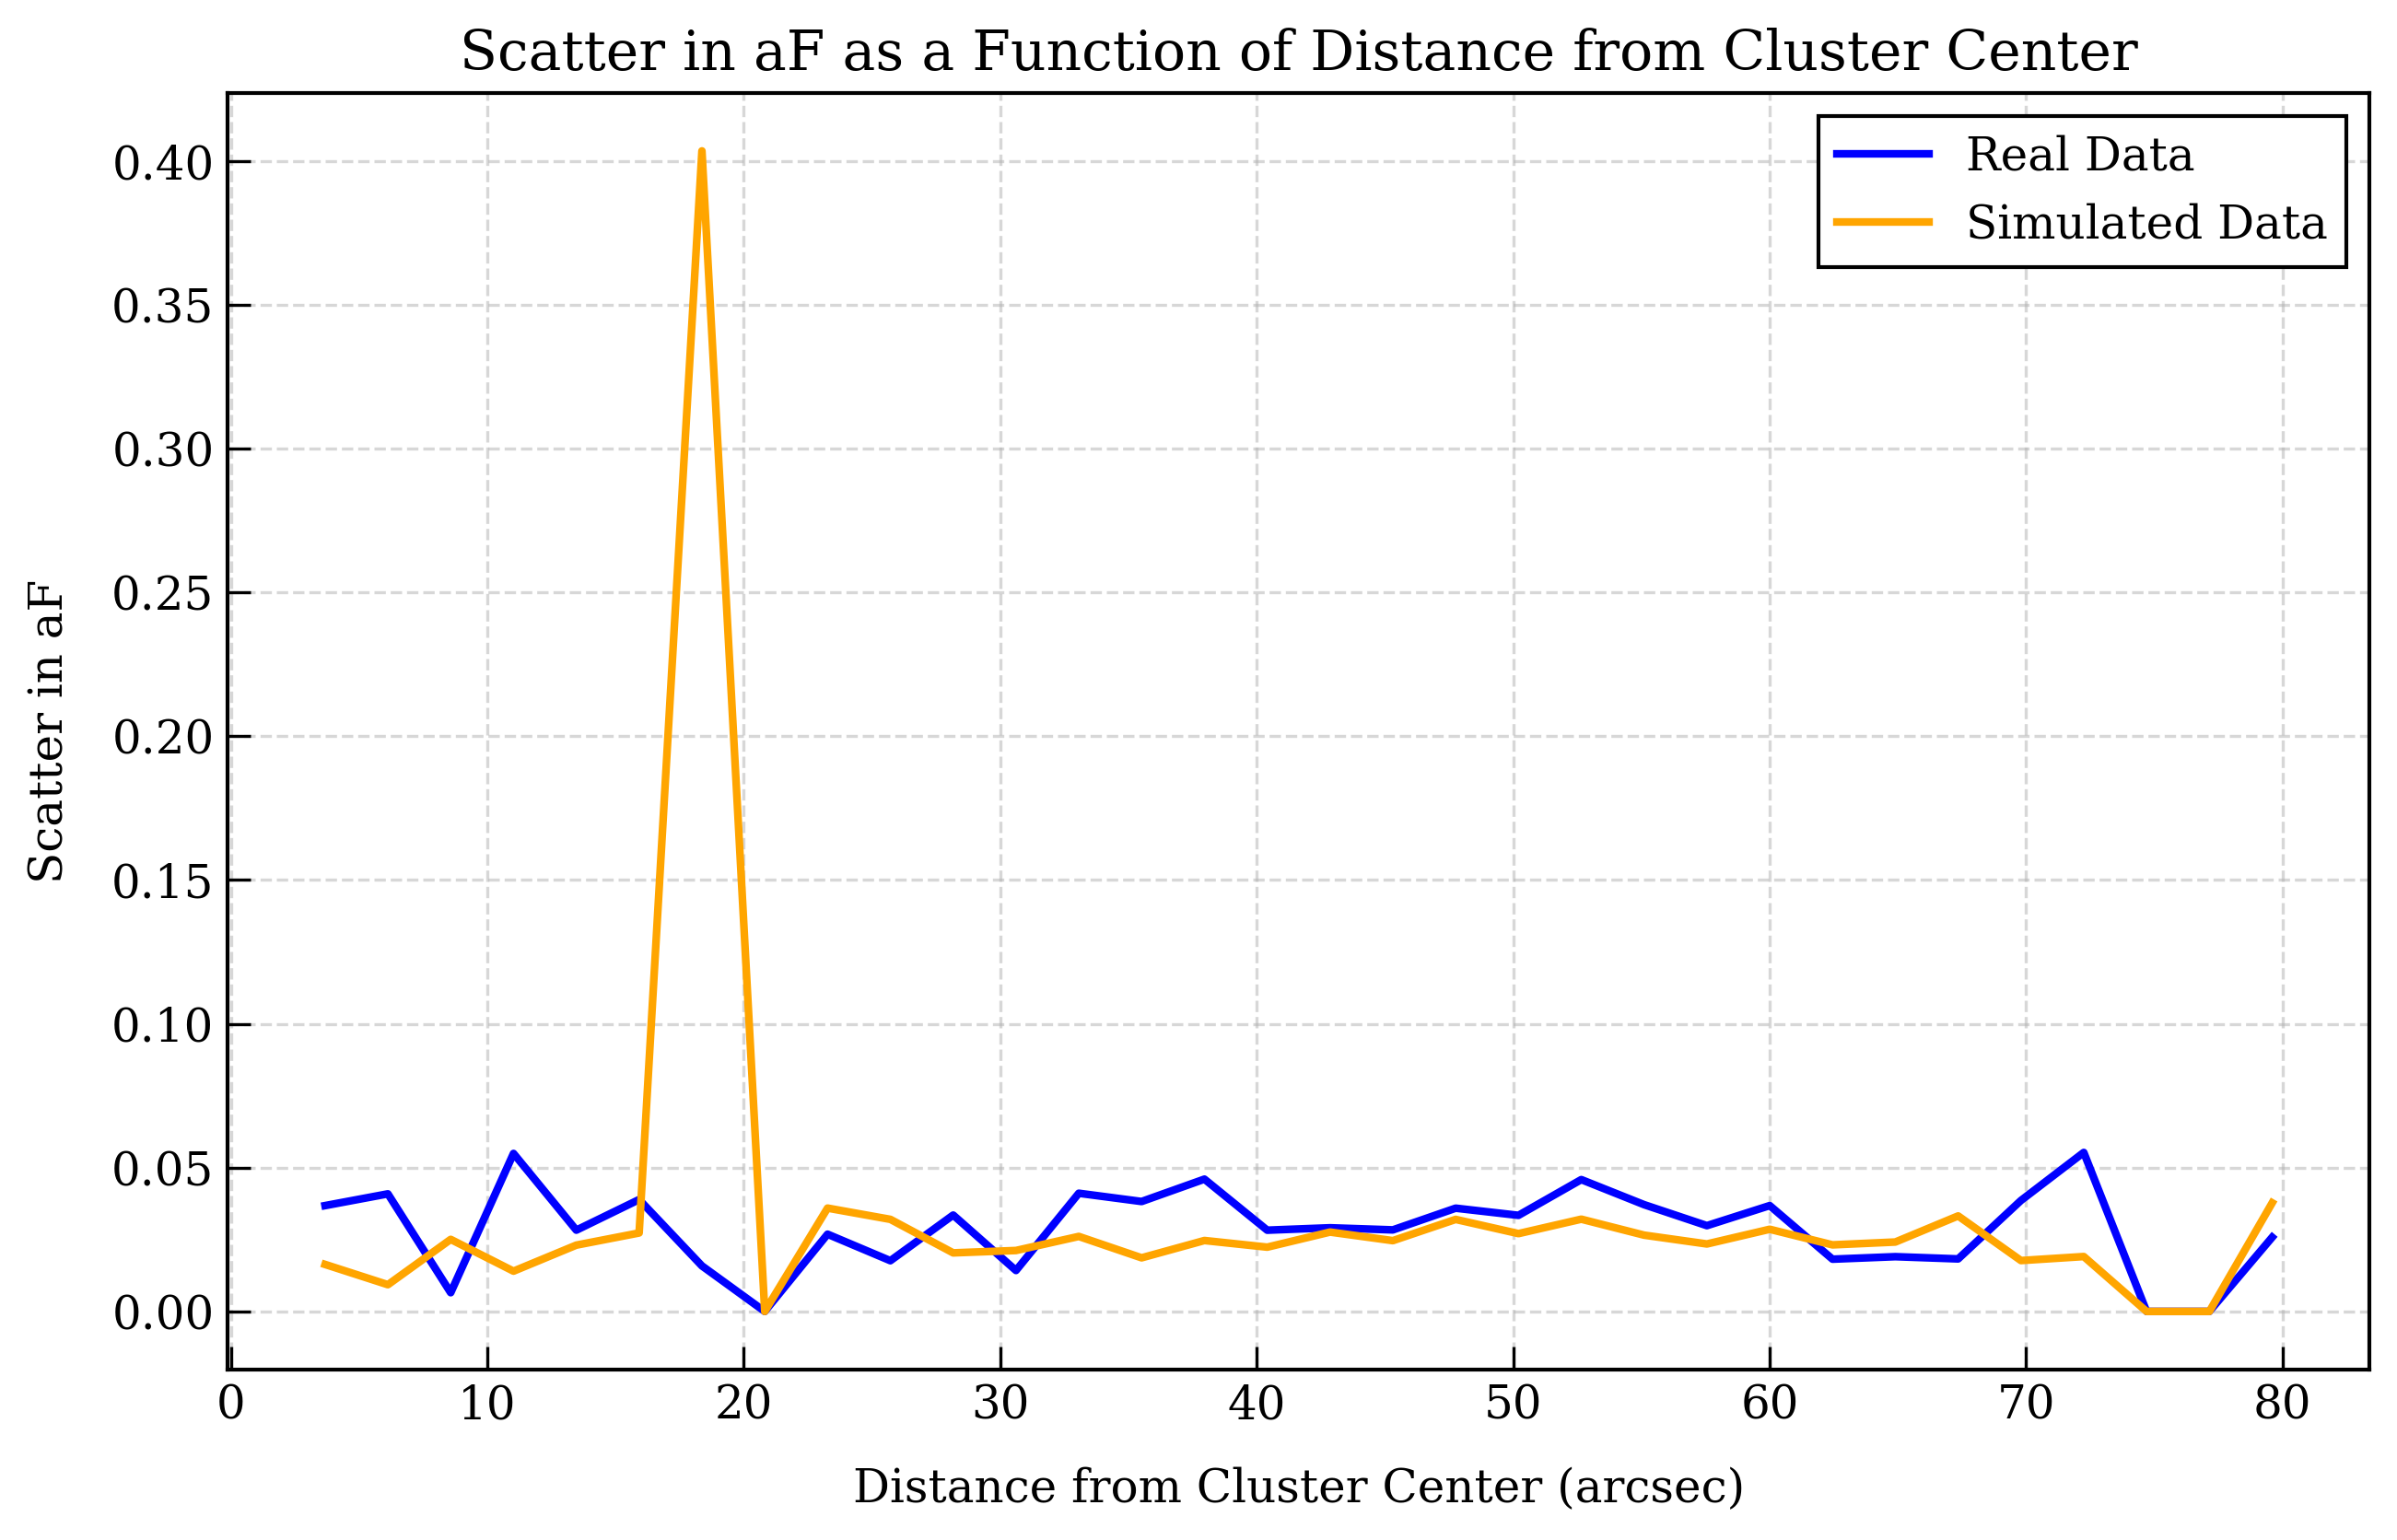 Scatter in aF as a Function of Distance from Cluster Center
Real Data
Simulated Data
Scatter in aF
0.40
0.35
0.30
0.25
0.20
0.15
0.10
0.05
0.00
0 10 20 30 40 50 60 70 80
Distance from Cluster Center (arcsec)